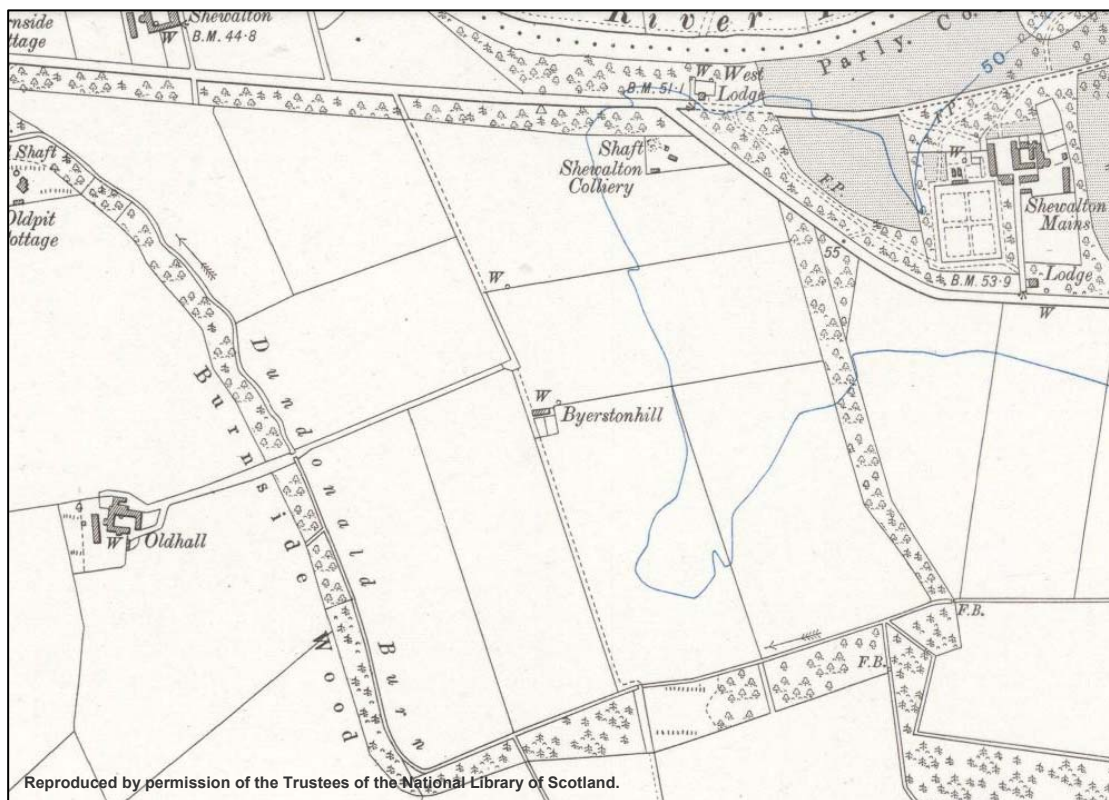 Shewalton
B.M. 44·8
W
River
Parly. Co.
50
W
West
Lodge
B.M. 51·1
F.P.
Shaft
Shewalton
Colliery
W
F.P.
Shewalton
Mains
55
Lodge
B.M. 53·9
W
Shaft
Oldpit
Cottage
W
Dundonald Burn
Burnside Wood
W
Byerstonhill
Oldhall
W
F.B.
F.B.
Reproduced by permission of the Trustees of the National Library of Scotland.